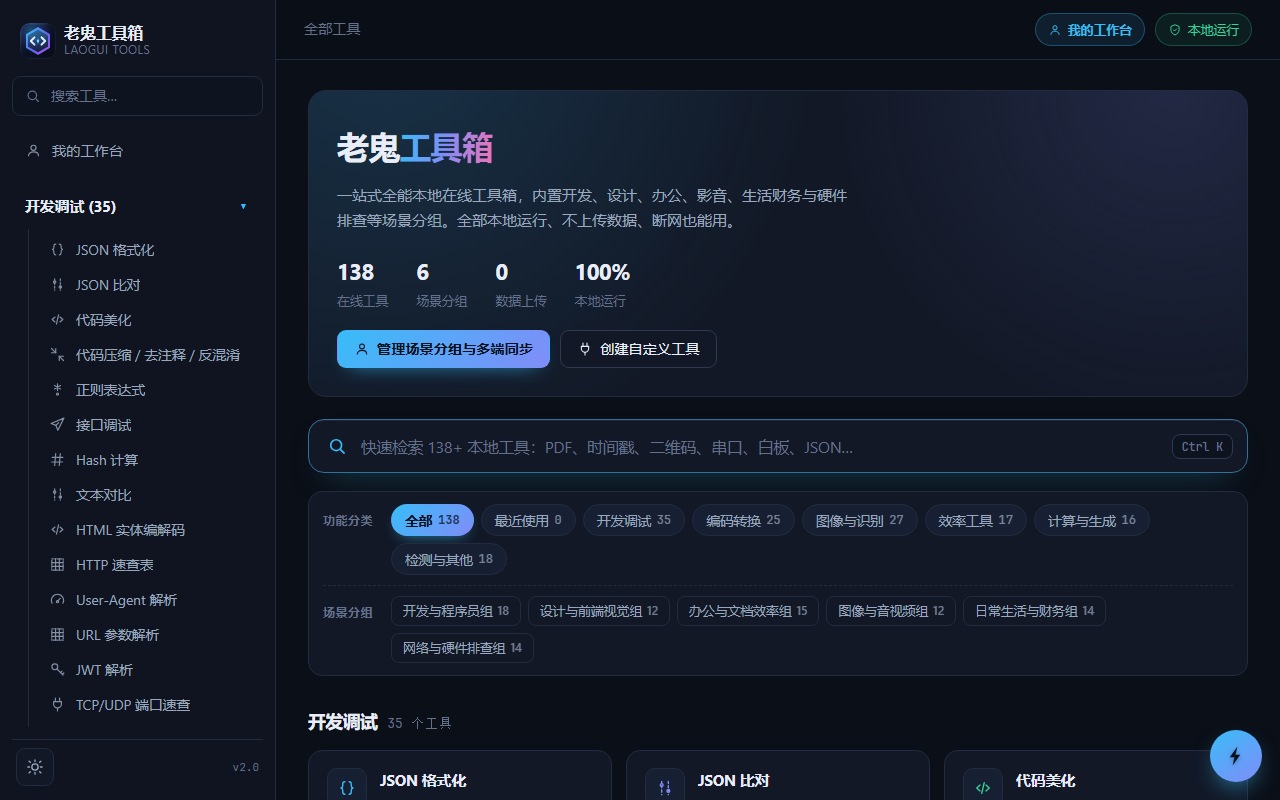 老鬼工具箱
LAOGUI TOOLS
搜索工具...
我的工作台
开发调试 (35)
JSON 格式化
JSON 比对
代码美化
代码压缩 / 去注释 / 反混淆
正则表达式
接口调试
Hash 计算
文本对比
HTML 实体编解码
HTTP 速查表
User-Agent 解析
URL 参数解析
JWT 解析
TCP/UDP 端口速查
v2.0
全部工具
我的工作台
本地运行
老鬼工具箱
一站式全能本地在线工具箱，内置开发、设计、办公、影音、生活财务与硬件
排查等场景分组。全部本地运行、不上传数据、断网也能用。
138 6 0 100%
在线工具 场景分组 数据上传 本地运行
管理场景分组与多端同步 创建自定义工具
快速检索 138+ 本地工具：PDF、时间戳、二维码、串口、白板、JSON... Ctrl K
功能分类 全部 138 最近使用 0 开发调试 35 编码转换 25 图像与识别 27 效率工具 17 计算与生成 16
检测与其他 18
场景分组 开发与程序员组 18 设计与前端视觉组 12 办公与文档效率组 15 图像与音视频组 12 日常生活与财务组 14
网络与硬件排查组 14
开发调试 35 个工具
JSON 格式化 JSON 比对 代码美化